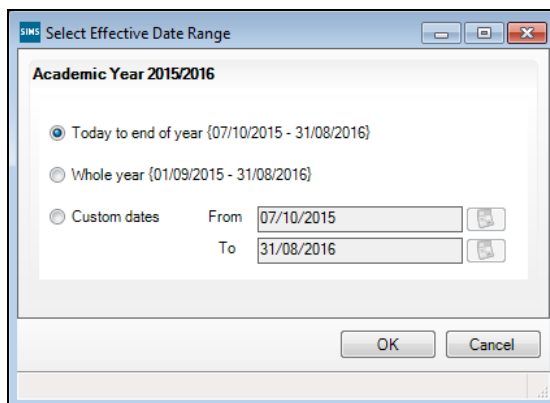 SIMS Select Effective Date Range
Academic Year 2015/2016
Today to end of year {07/10/2015 - 31/08/2016}
Whole year {01/09/2015 - 31/08/2016}
Custom dates From 07/10/2015
To 31/08/2016
OK Cancel